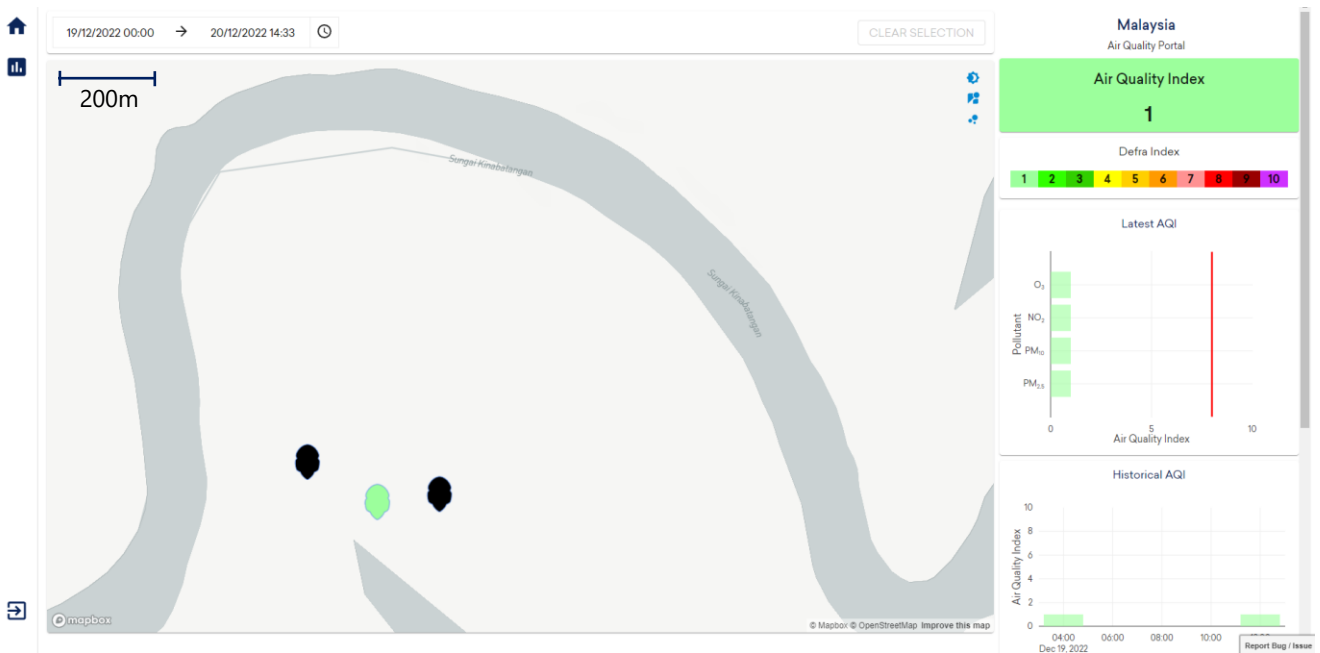 19/12/2022 00:00 → 20/12/2022 14:33
CLEAR SELECTION
200m
Sungai Kinabatangan
Sungai Kinabatangan
mapbox
© Mapbox © OpenStreetMap Improve this map
Malaysia
Air Quality Portal
Air Quality Index
1
Defra Index
1 2 3 4 5 6 7 8 9 10
Latest AQI
Pollutant
O₃
NO₂
PM₁₀
PM₂.₅
0 5 10
Air Quality Index
Historical AQI
Air Quality Index
10
8
6
4
2
0
04:00 06:00 08:00 10:00
Dec 19, 2022
Report Bug / Issue